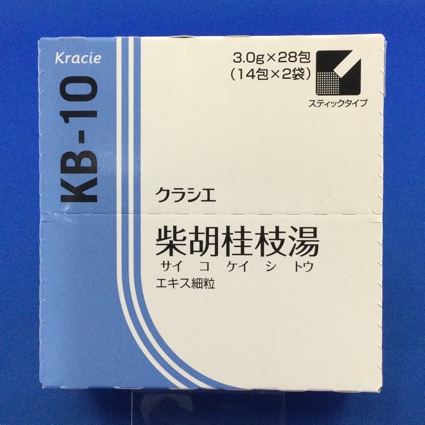 Kracie
KB-10
3.0g×28包
(14包×2袋)
スティックタイプ
クラシエ
柴胡桂枝湯
サイコケイシトウ
エキス細粒